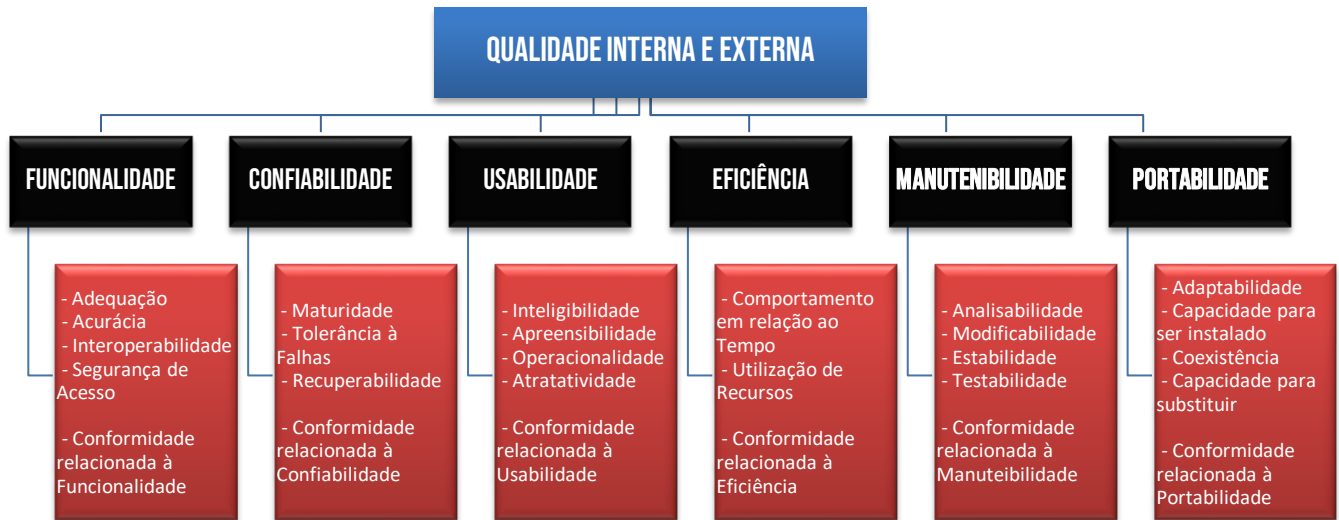 QUALIDADE INTERNA E EXTERNA
FUNCIONALIDADE
CONFIABILIDADE
USABILIDADE
EFICIÊNCIA
MANUTENIBILIDADE
PORTABILIDADE
- Adequação
- Acurácia
- Interoperabilidade
- Segurança de
Acesso
- Conformidade
relacionada à
Funcionalidade
- Maturidade
- Tolerância à
Falhas
- Recuperabilidade
- Conformidade
relacionada à
Confiabilidade
- Inteligibilidade
- Apreensibilidade
- Operacionalidade
- Atratatividade
- Conformidade
relacionada à
Usabilidade
- Comportamento
em relação ao
Tempo
- Utilização de
Recursos
- Conformidade
relacionada à
Eficiência
- Analisabilidade
- Modificabilidade
- Estabilidade
- Testabilidade
- Conformidade
relacionada à
Manuteibilidade
- Adaptabilidade
- Capacidade para
ser instalado
- Coexistência
- Capacidade para
substituir
- Conformidade
relacionada à
Portabilidade